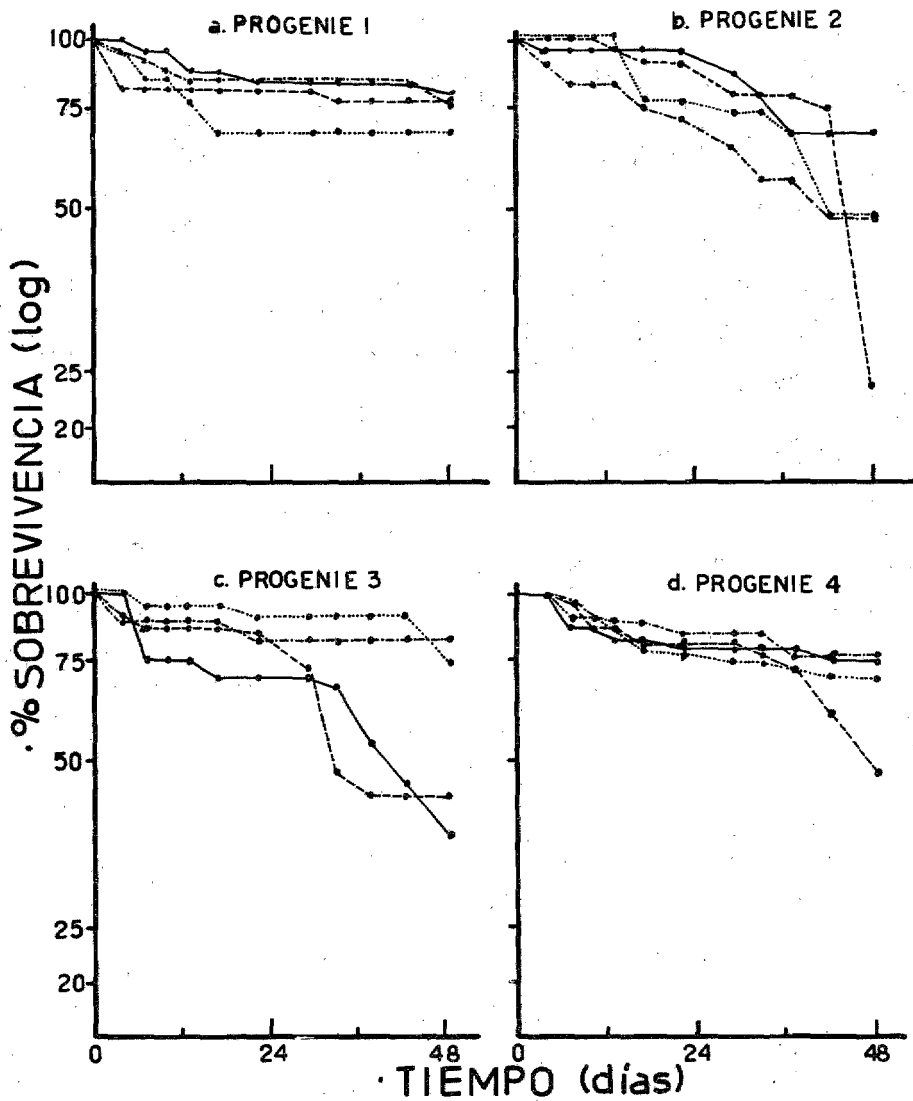 a. PROGENIE 1
b. PROGENIE 2
100
75
50
25
20
c. PROGENIE 3
d. PROGENIE 4
100
75
50
25
20
0
24
48
0
24
48
% SOBREVIVENCIA (log)
TIEMPO (días)